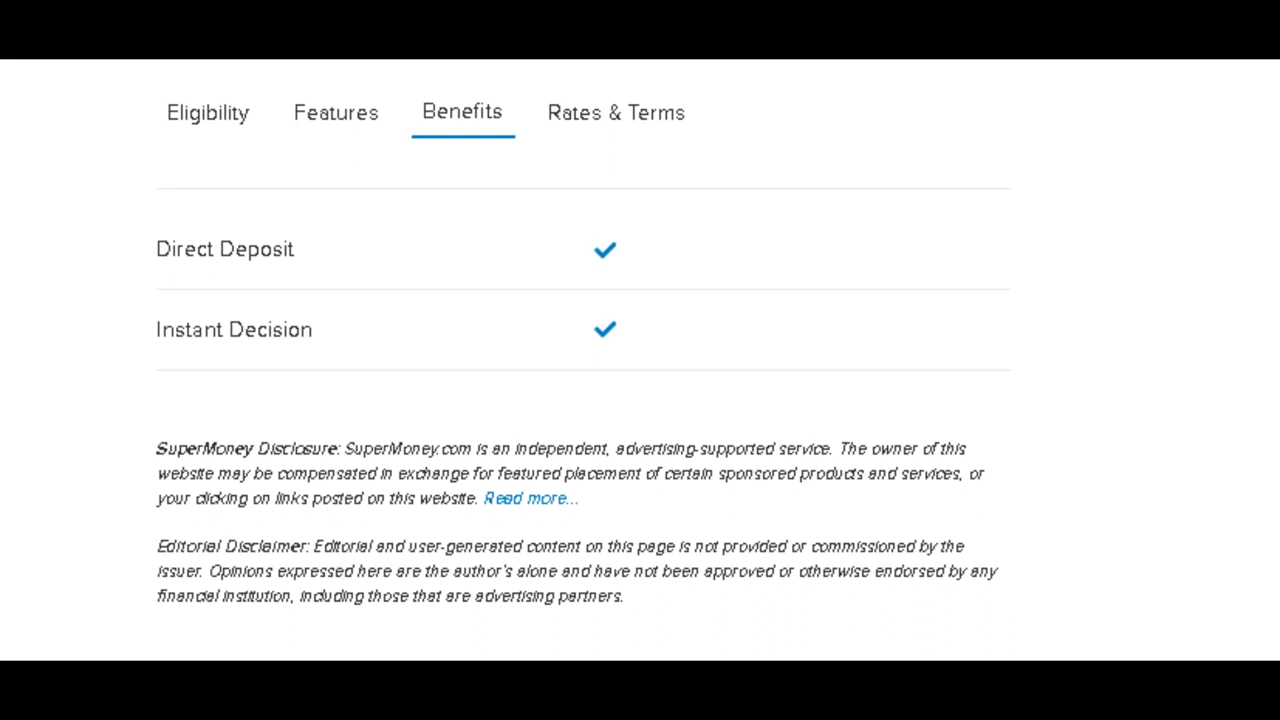 Eligibility Features Benefits Rates & Terms
Direct Deposit
Instant Decision
SuperMoney Disclosure: SuperMoney.com is an independent, advertising-supported service. The owner of this
website may be compensated in exchange for featured placement of certain sponsored products and services, or
your clicking on links posted on this website. Read more...
Editorial Disclaimer: Editorial and user-generated content on this page is not provided or commissioned by the
issuer. Opinions expressed here are the author's alone and have not been approved or otherwise endorsed by any
financial institution, including those that are advertising partners.